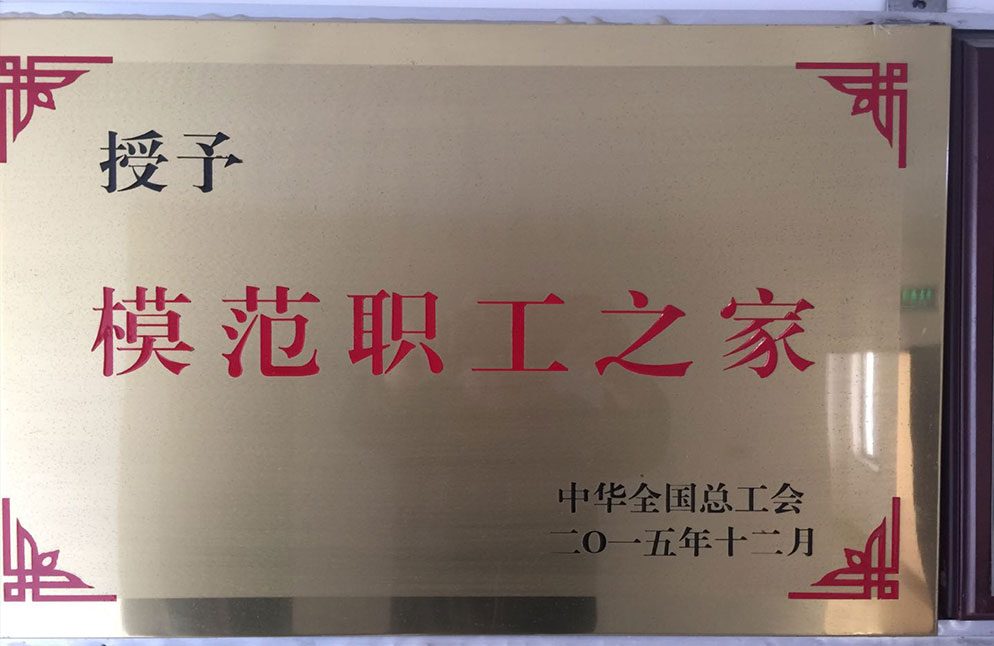 授予
模范职工之家
中华全国总工会
二〇一五年十二月